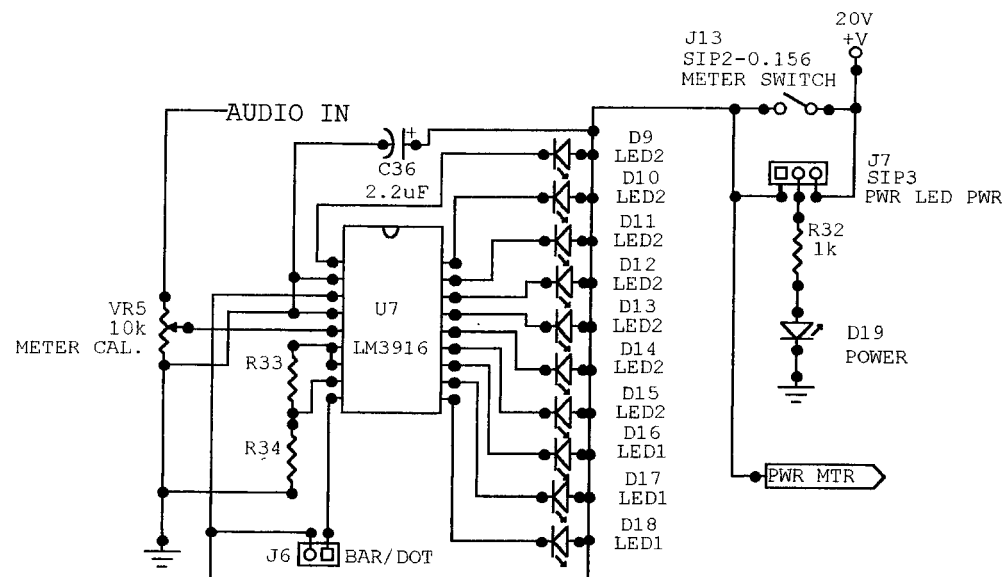 20V
+V
J13
SIP2-0.156
METER SWITCH
AUDIO IN
+
C36
2.2uF
D9
LED2
D10
LED2
D11
LED2
D12
LED2
D13
LED2
D14
LED2
D15
LED2
D16
LED1
D17
LED1
D18
LED1
J7
SIP3
PWR LED PWR
R32
1k
D19
POWER
PWR MTR
U7
LM3916
VR5
10k
METER CAL.
R33
R34
J6
BAR/DOT